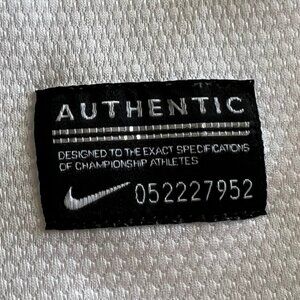 AUTHENTIC
DESIGNED TO THE EXACT SPECIFICATIONS
OF CHAMPIONSHIP ATHLETES
052227952